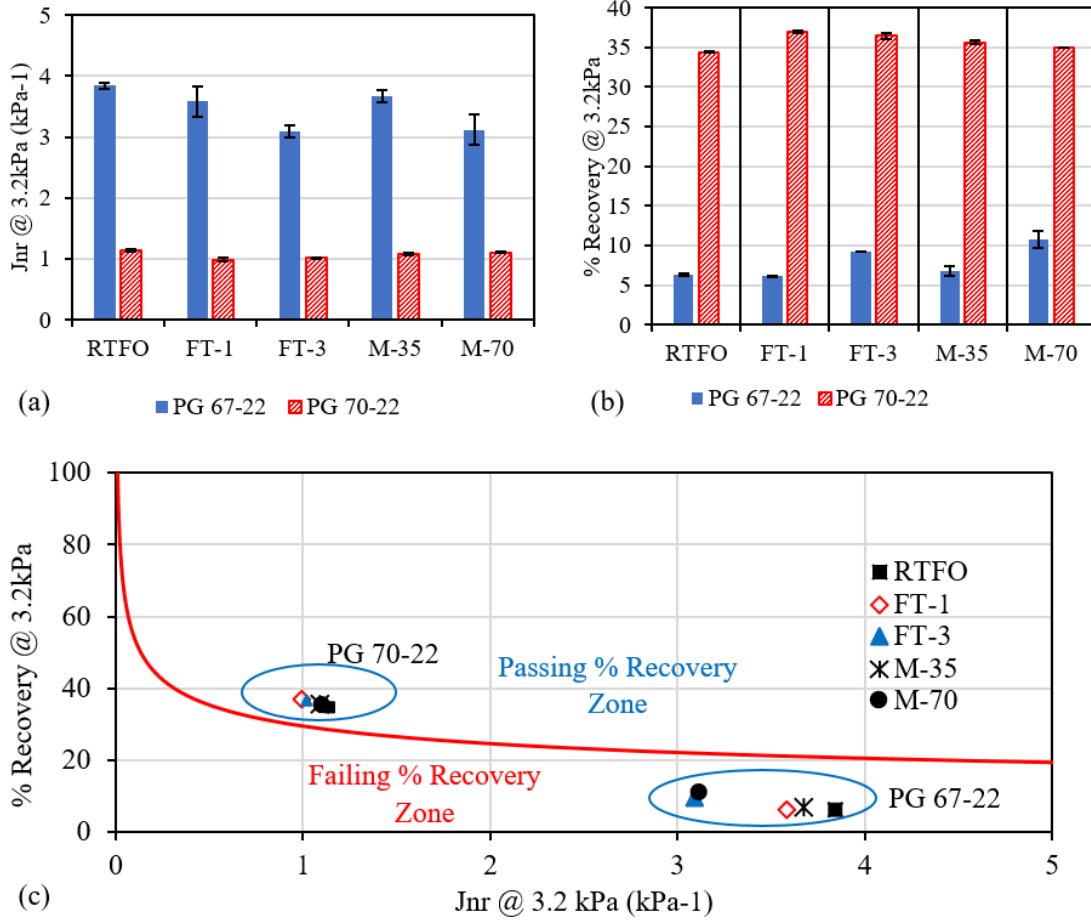 Jnr @ 3.2kPa (kPa-1)
5
4
3
2
1
0
RTFO FT-1 FT-3 M-35 M-70
(a)
PG 67-22 PG 70-22
% Recovery @ 3.2kPa
40
35
30
25
20
15
10
5
0
RTFO FT-1 FT-3 M-35 M-70
(b)
PG 67-22 PG 70-22
% Recovery @ 3.2kPa
100
80
60
40
20
0
RTFO
FT-1
FT-3
M-35
M-70
PG 70-22
Passing % Recovery
Zone
Failing % Recovery
Zone
PG 67-22
0 1 2 3 4 5
(c)
Jnr @ 3.2 kPa (kPa-1)